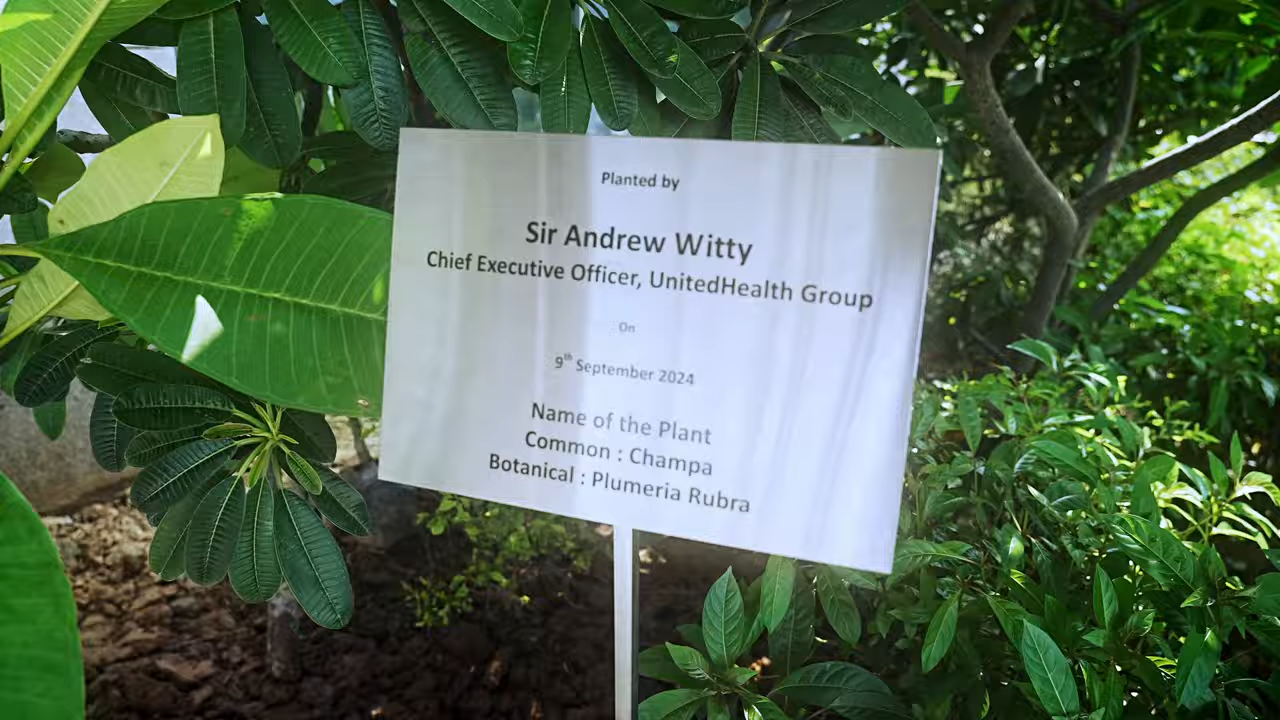 Planted by
Sir Andrew Witty
Chief Executive Officer, UnitedHealth Group
On
9th September 2024
Name of the Plant
Common : Champa
Botanical : Plumeria Rubra